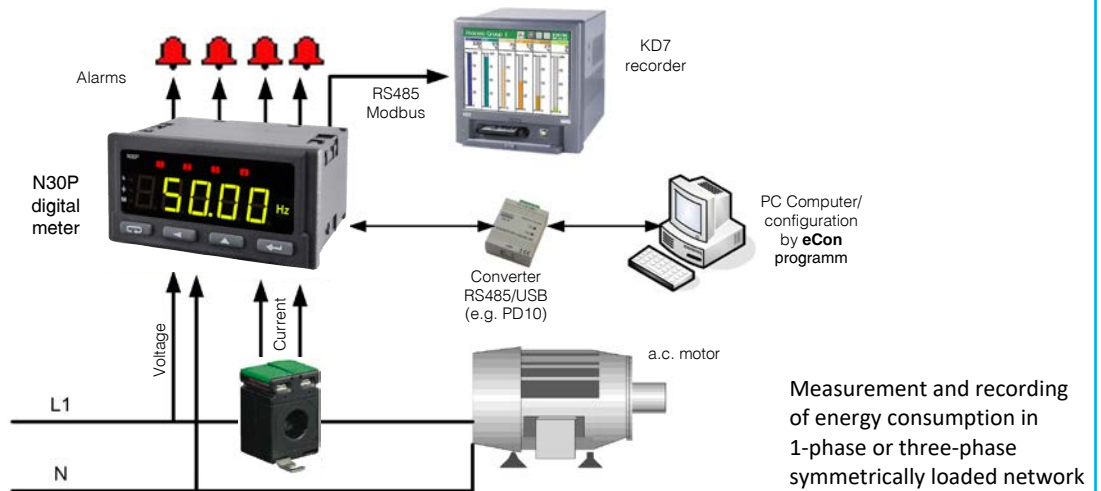 Alarms
RS485
Modbus
KD7
recorder
N30P
digital
meter
N30P
50.00 Hz
Converter
RS485/USB
(e.g. PD10)
PC Computer/
configuration
by eCon
programm
Voltage
Current
a.c. motor
L1
N
Measurement and recording
of energy consumption in
1-phase or three-phase
symmetrically loaded network